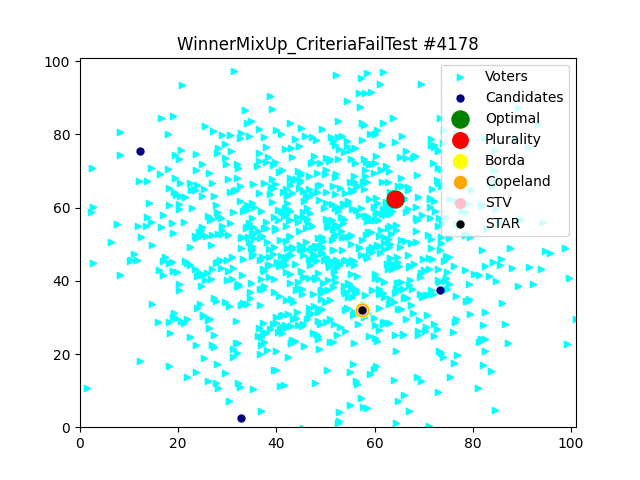 WinnerMixUp_CriteriaFailTest #4178
100
80
60
40
20
0
0 20 40 60 80 100
Voters
Candidates
Optimal
Plurality
Borda
Copeland
STV
STAR